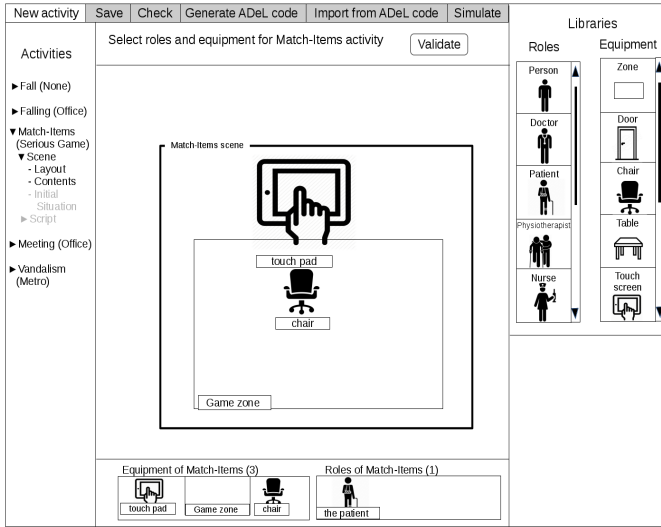 New activity
Save
Check
Generate ADeL code
Import from ADeL code
Simulate
Activities
►Fall (None)
►Falling (Office)
▼Match-Items
(Serious Game)
▼Scene
- Layout
- Contents
- Initial
Situation
►Script
►Meeting (Office)
►Vandalism
(Metro)
Select roles and equipment for Match-Items activity
Validate
Match-Items scene
touch pad
chair
Game zone
Equipment of Match-Items (3)
touch pad
Game zone
chair
Roles of Match-Items (1)
the patient
Libraries
Roles
Person
Doctor
Patient
Physiotherapist
Nurse
Equipment
Zone
Door
Chair
Table
Touch
screen